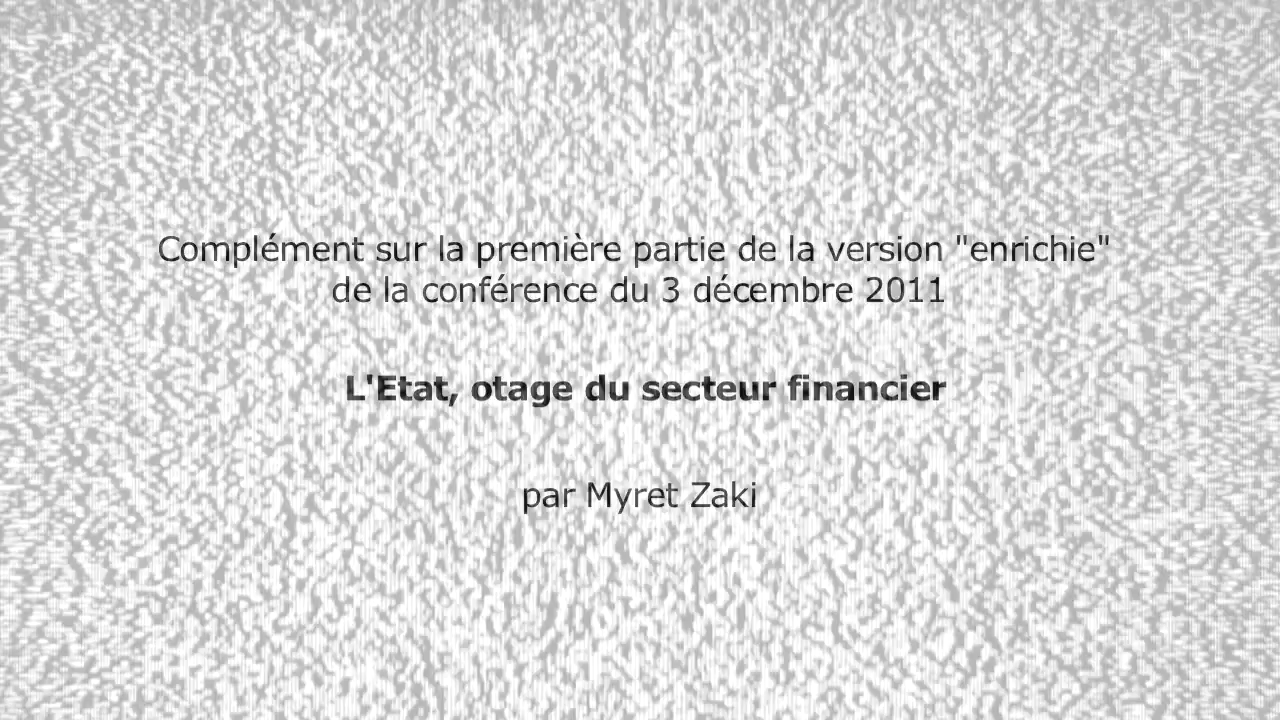 Complément sur la première partie de la version "enrichie"
de la conférence du 3 décembre 2011
L'Etat, otage du secteur financier
par Myret Zaki